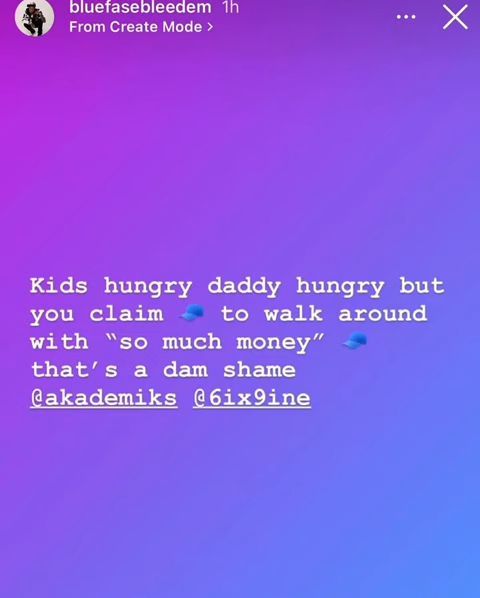 bluefasebleedem 1h
From Create Mode >
Kids hungry daddy hungry but
you claim 🧢 to walk around
with “so much money” 🧢
that’s a dam shame
@akademiks @6ix9ine